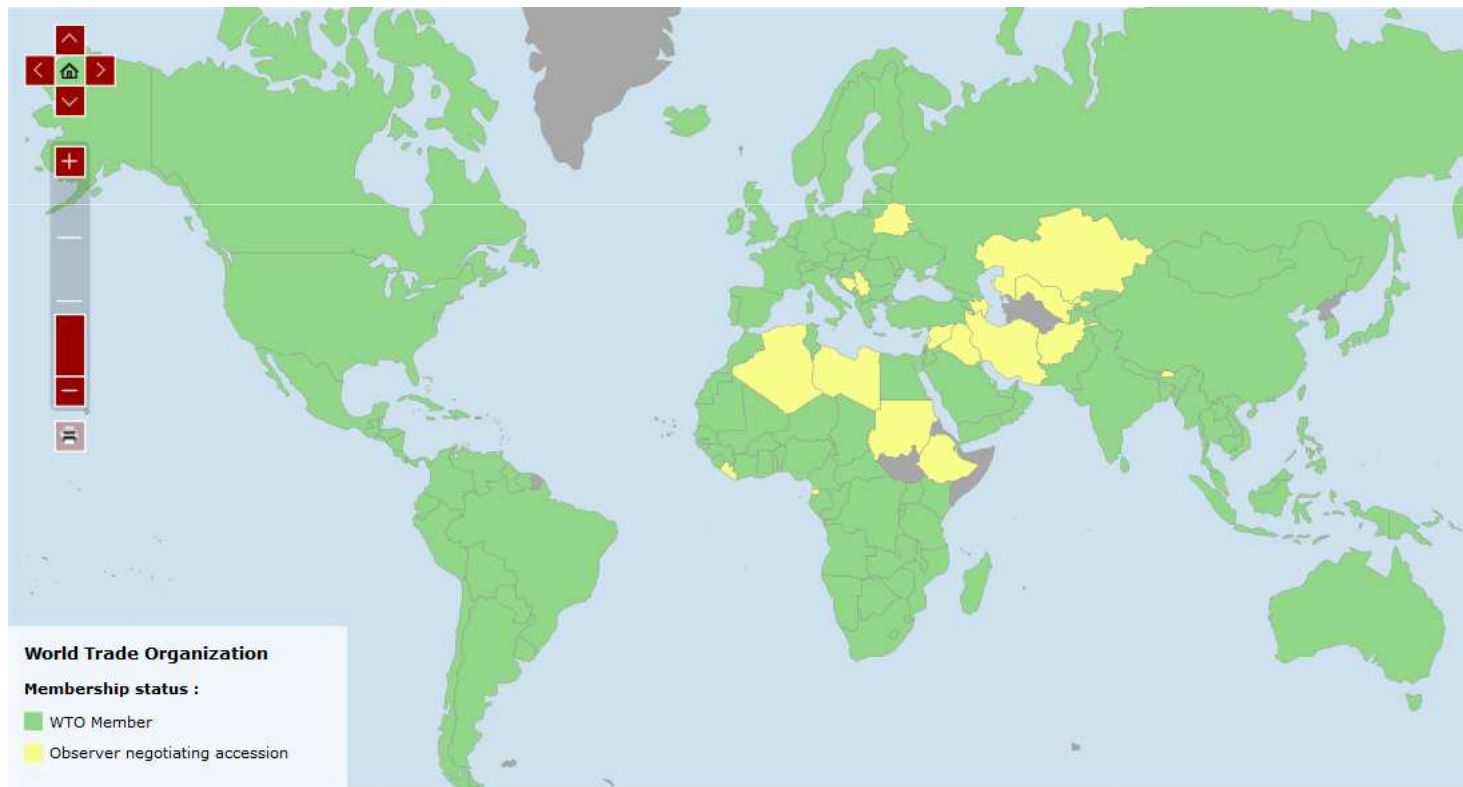 World Trade Organization
Membership status :
WTO Member
Observer negotiating accession